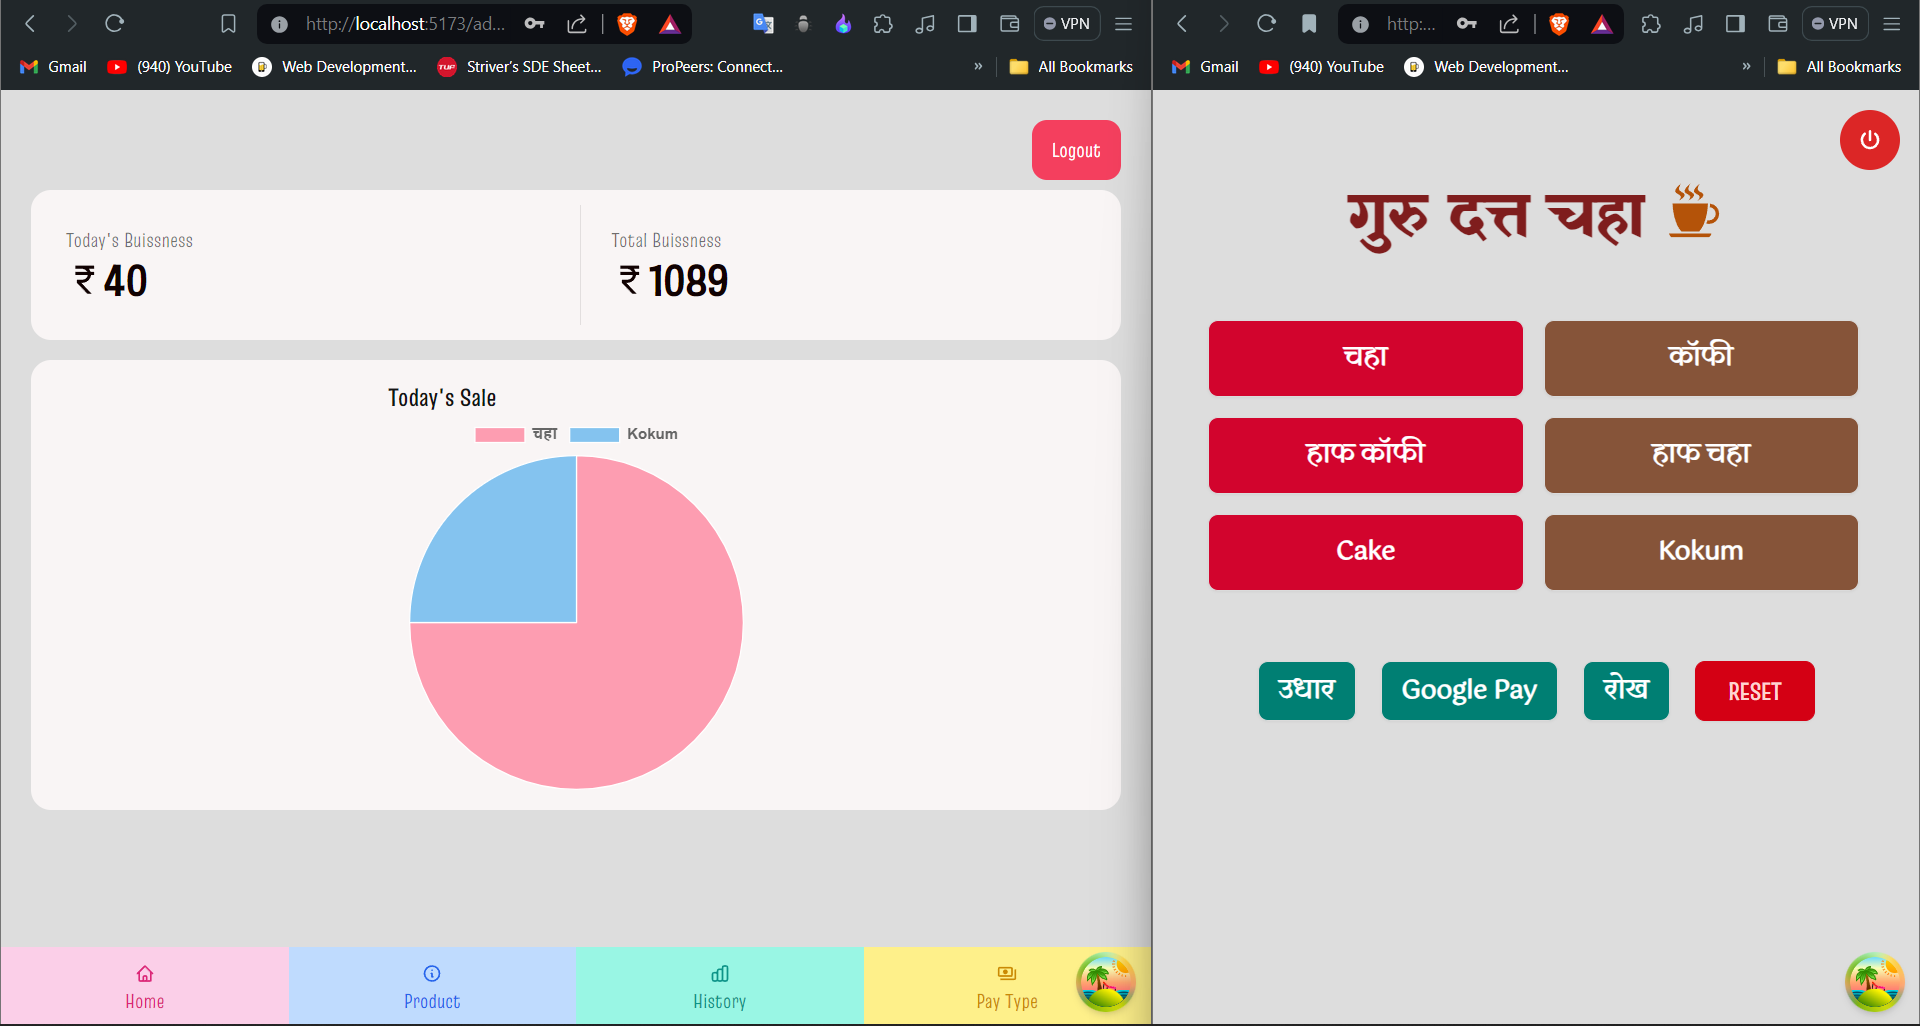 http://localhost:5173/ad...
VPN
Gmail
(940) YouTube
Web Development...
TUF
Striver's SDE Sheet...
ProPeers: Connect...
»
All Bookmarks
Logout
Today's Buissness
₹ 40
Total Buissness
₹ 1089
Today's Sale
चहा
Kokum
Home
Product
History
Pay Type
http:...
VPN
Gmail
(940) YouTube
Web Development...
»
All Bookmarks
गुरु दत्त चहा
चहा
कॉफी
हाफ कॉफी
हाफ चहा
Cake
Kokum
उधार
Google Pay
रोख
RESET